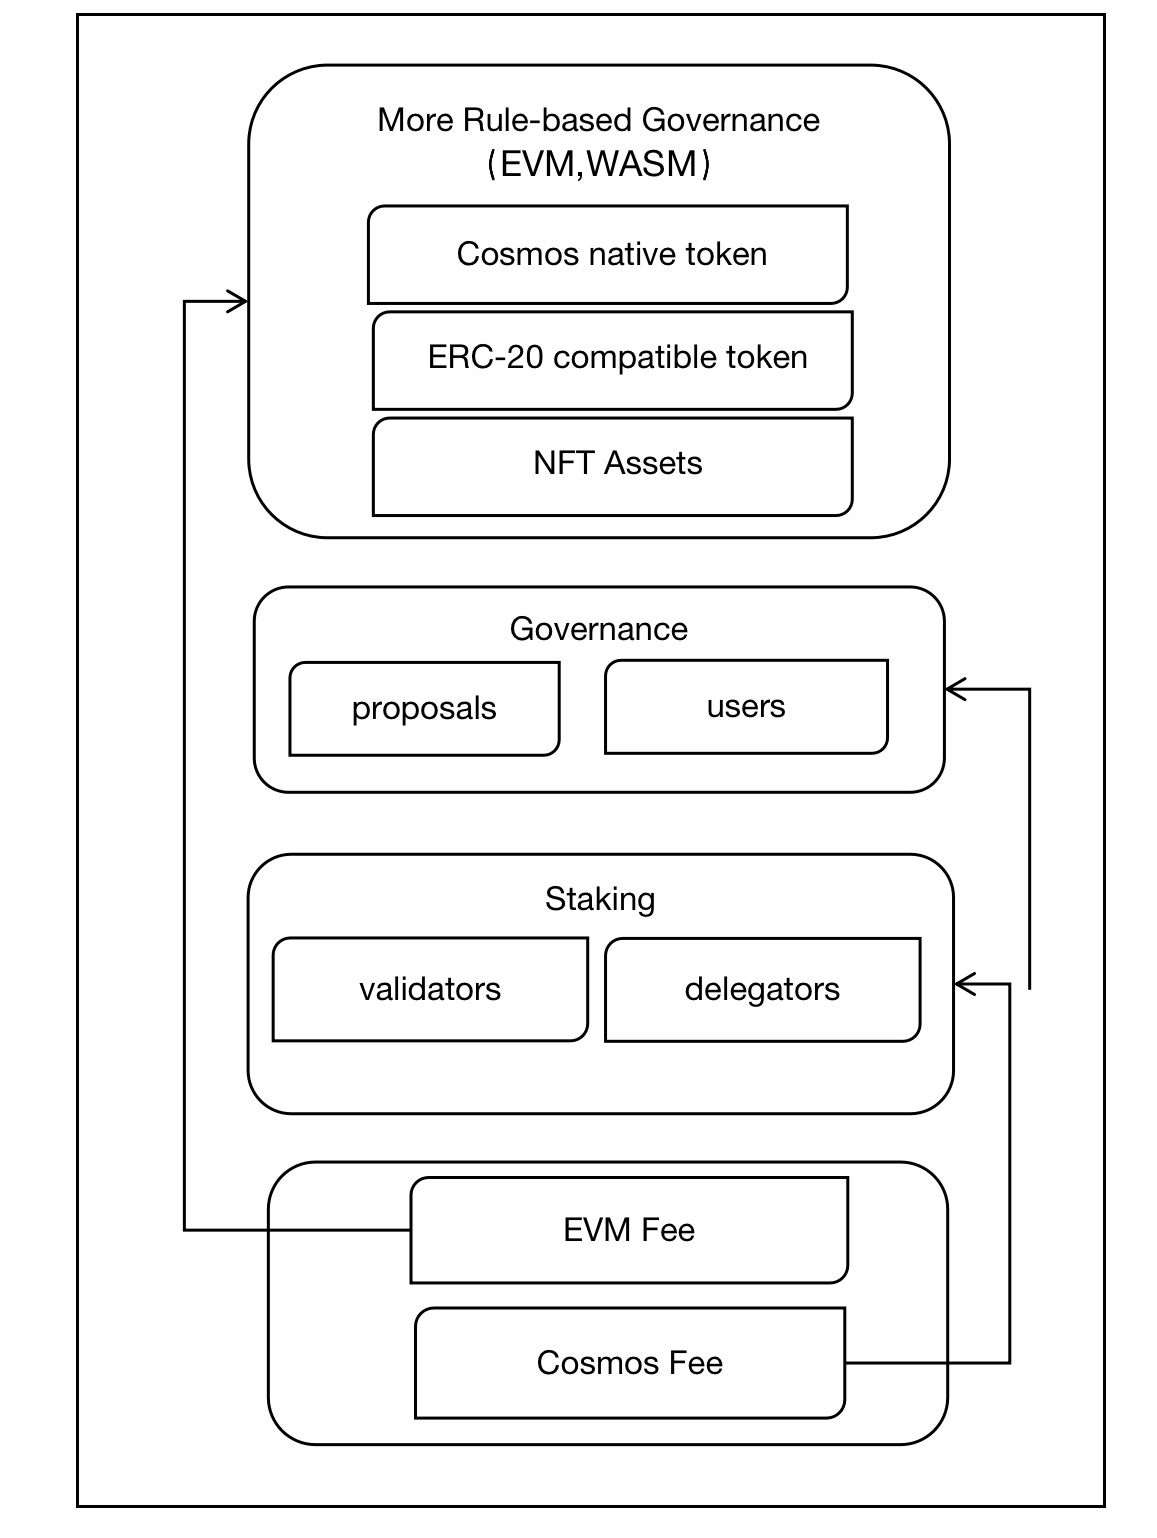 More Rule-based Governance
(EVM,WASM)
Cosmos native token
ERC-20 compatible token
NFT Assets
Governance
proposals
users
Staking
validators
delegators
EVM Fee
Cosmos Fee